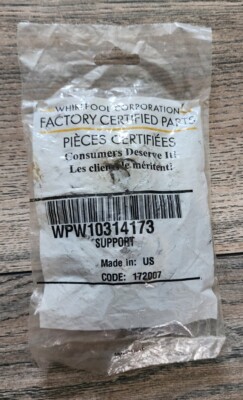 WHIRLPOOL CORPORATION
FACTORY CERTIFIED PARTS
PIÈCES CERTIFIÉES
Consumers Deserve It!
Les clients le méritent!
WPW10314173
SUPPORT
Made in: US
CODE: 172007